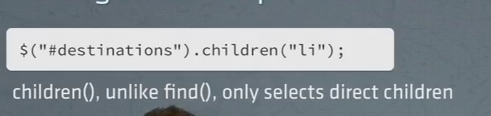 $("#destinations").children("li");
children(), unlike find(), only selects direct children